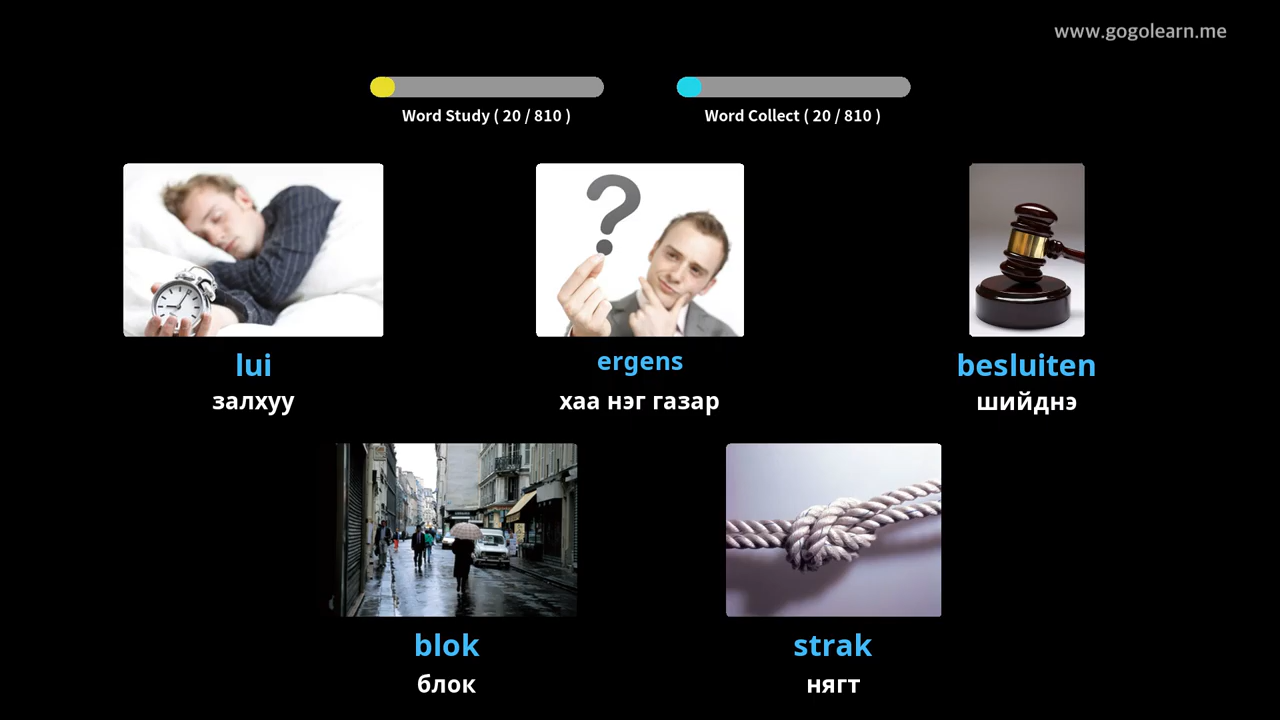 www.gogolearn.me
Word Study ( 20 / 810 )
Word Collect ( 20 / 810 )
lui
залхуу
ergens
хаа нэг газар
besluiten
шийднэ
blok
блок
strak
нягт